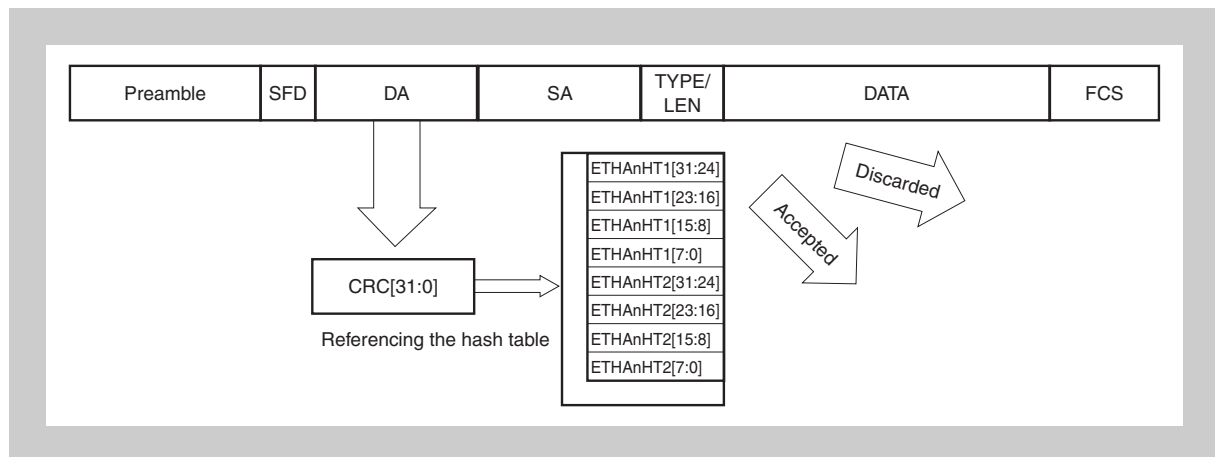 Preamble
SFD
DA
SA
TYPE/
LEN
DATA
FCS
ETHAnHT1[31:24]
ETHAnHT1[23:16]
ETHAnHT1[15:8]
ETHAnHT1[7:0]
ETHAnHT2[31:24]
ETHAnHT2[23:16]
ETHAnHT2[15:8]
ETHAnHT2[7:0]
Discarded
Accepted
CRC[31:0]
Referencing the hash table